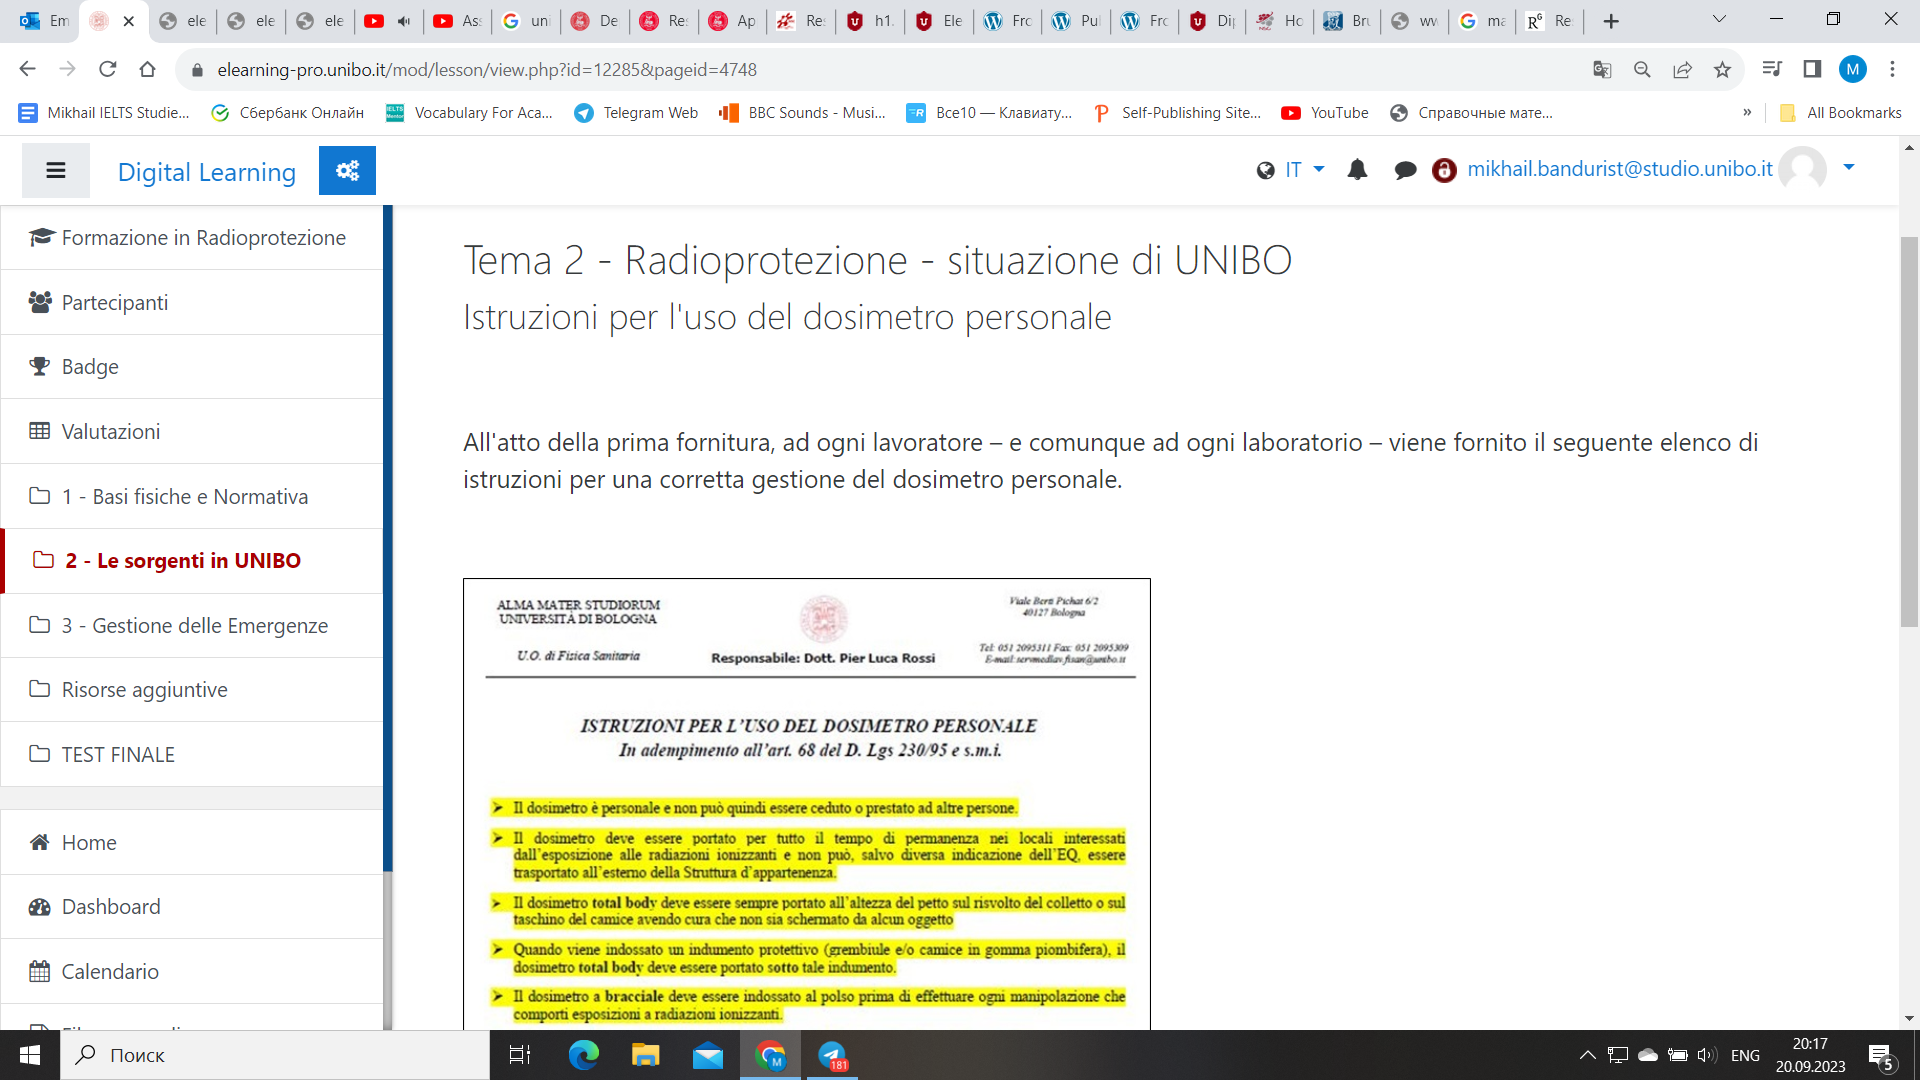 Em
ele
ele
ele
Ass
uni
De
Res
Ap
Res
h1.
Ele
Fro
Pul
Fro
Di
Ho
Bru
ww
ma
Re
elearning-pro.unibo.it/mod/lesson/view.php?id=12285&pageid=4748
M
Mikhail IELTS Studie...
Сбербанк Онлайн
Vocabulary For Aca...
Telegram Web
BBC Sounds - Musi...
Все10 — Клавиату...
Self-Publishing Site...
YouTube
Справочные мате...
»
All Bookmarks
Digital Learning
IT
mikhail.bandurist@studio.unibo.it
Formazione in Radioprotezione
Partecipanti
Badge
Valutazioni
1 - Basi fisiche e Normativa
2 - Le sorgenti in UNIBO
3 - Gestione delle Emergenze
Risorse aggiuntive
TEST FINALE
Home
Dashboard
Calendario
Tema 2 - Radioprotezione - situazione di UNIBO
Istruzioni per l'uso del dosimetro personale
All'atto della prima fornitura, ad ogni lavoratore – e comunque ad ogni laboratorio – viene fornito il seguente elenco di
istruzioni per una corretta gestione del dosimetro personale.
ALMA MATER STUDIORUM
UNIVERSITÀ DI BOLOGNA
U.O. di Fisica Sanitaria
Responsabile: Dott. Pier Luca Rossi
Viale Berti Pichat 6/2
40127 Bologna
Tel: 051 2095311 Fax: 051 2095309
E-mail:servmedlav.fisan@unibo.it
ISTRUZIONI PER L'USO DEL DOSIMETRO PERSONALE
In adempimento all'art. 68 del D. Lgs 230/95 e s.m.i.
➤ Il dosimetro è personale e non può quindi essere ceduto o prestato ad altre persone.
➤ Il dosimetro deve essere portato per tutto il tempo di permanenza nei locali interessati
dall'esposizione alle radiazioni ionizzanti e non può, salvo diversa indicazione dell'EQ, essere
trasportato all'esterno della Struttura d'appartenenza.
➤ Il dosimetro total body deve essere sempre portato all'altezza del petto sul risvolto del colletto o sul
taschino del camice avendo cura che non sia schermato da alcun oggetto
➤ Quando viene indossato un indumento protettivo (grembiule e/o camice in gomma piombifera), il
dosimetro total body deve essere portato sotto tale indumento.
➤ Il dosimetro a bracciale deve essere indossato al polso prima di effettuare ogni manipolazione che
comporti esposizioni a radiazioni ionizzanti.
Поиск
M
181
ENG
20:17
20.09.2023
5